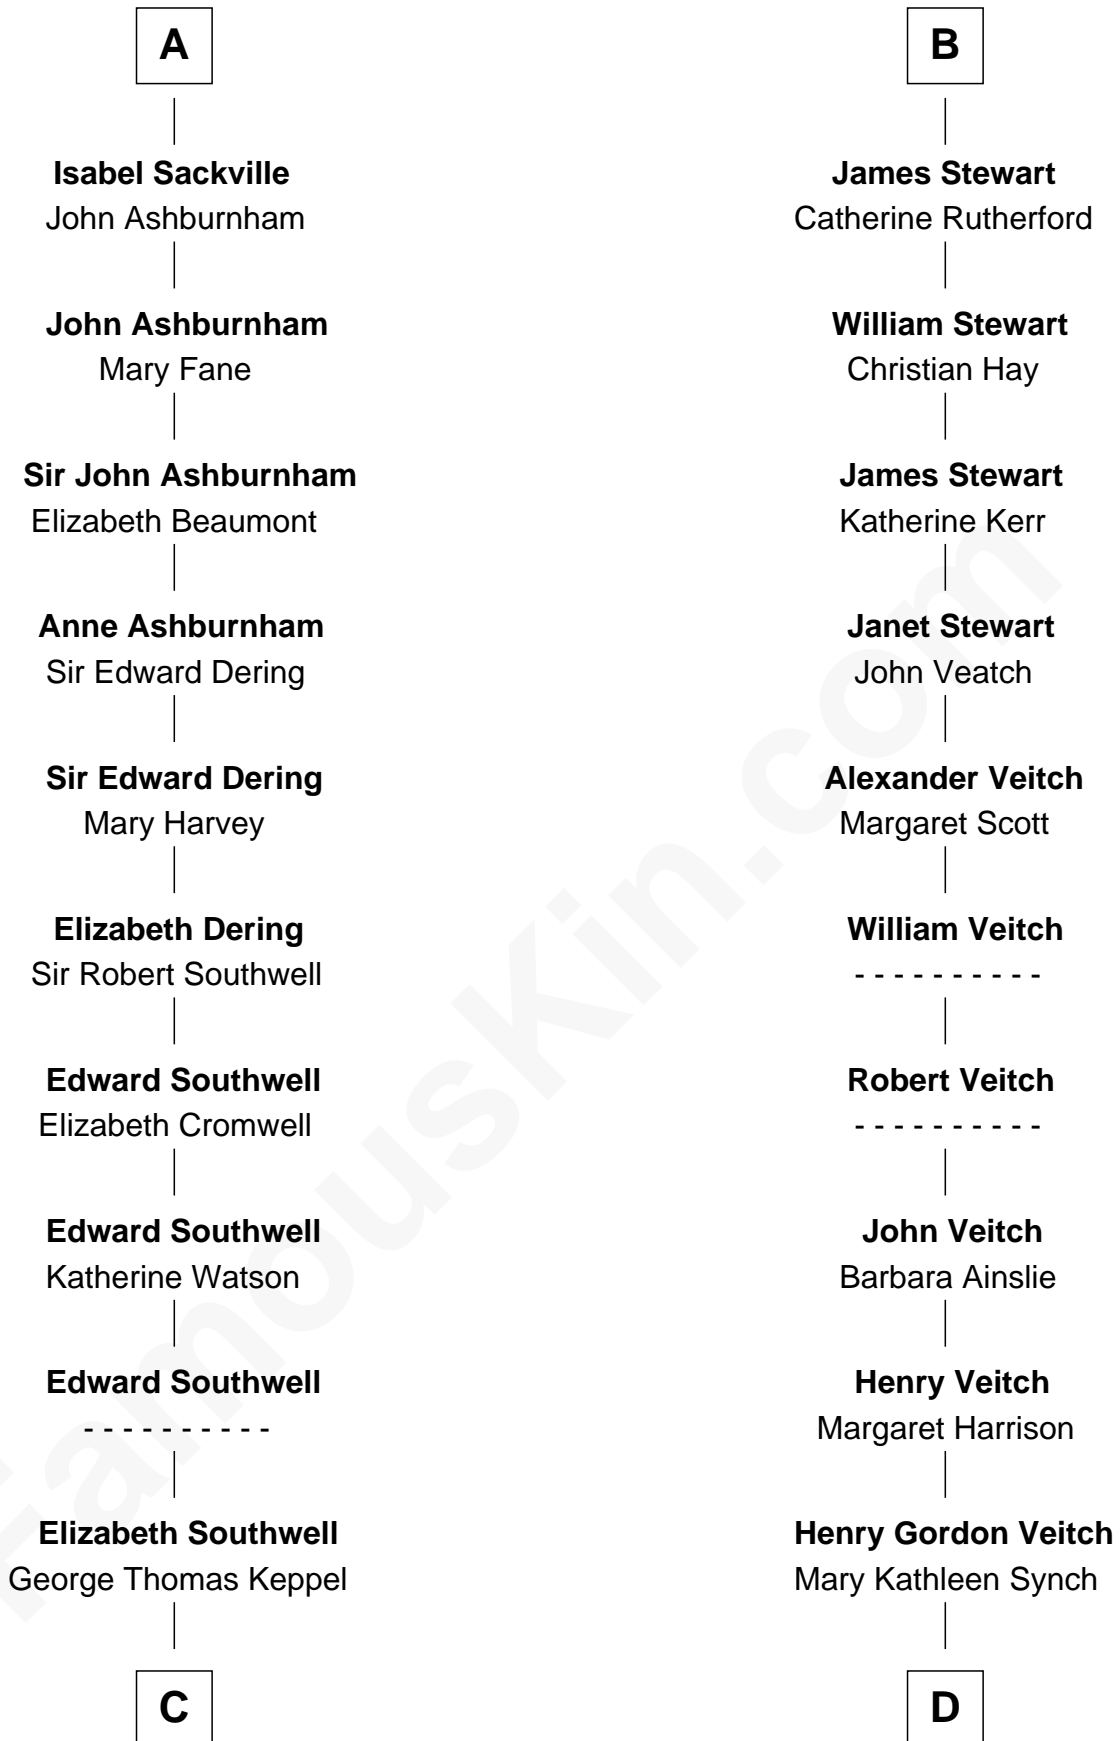 A
Isabel Sackville
John Ashburnham
John Ashburnham
Mary Fane
Sir John Ashburnham
Elizabeth Beaumont
Anne Ashburnham
Sir Edward Dering
Sir Edward Dering
Mary Harvey
Elizabeth Dering
Sir Robert Southwell
Edward Southwell
Elizabeth Cromwell
Edward Southwell
Katherine Watson
Edward Southwell
- - - - - - - - - -
Elizabeth Southwell
George Thomas Keppel
C
B
James Stewart
Catherine Rutherford
William Stewart
Christian Hay
James Stewart
Katherine Kerr
Janet Stewart
John Veatch
Alexander Veitch
Margaret Scott
William Veitch
- - - - - - - - - -
Robert Veitch
- - - - - - - - - -
John Veitch
Barbara Ainslie
Henry Veitch
Margaret Harrison
Henry Gordon Veitch
Mary Kathleen Synch
D
FamousKin.com